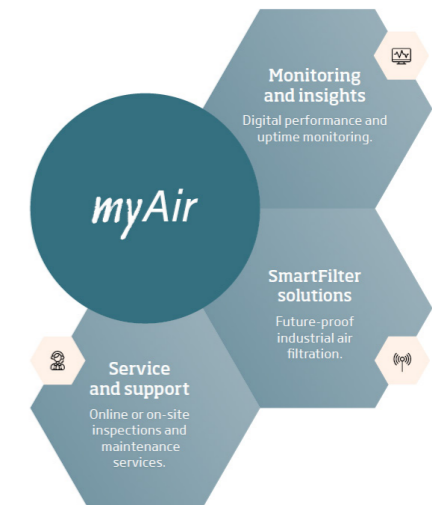 Monitoring
and insights
Digital performance and
uptime monitoring.
myAir
SmartFilter
solutions
Future-proof
industrial air
filtration.
Service
and support
Online or on-site
inspections and
maintenance
services.